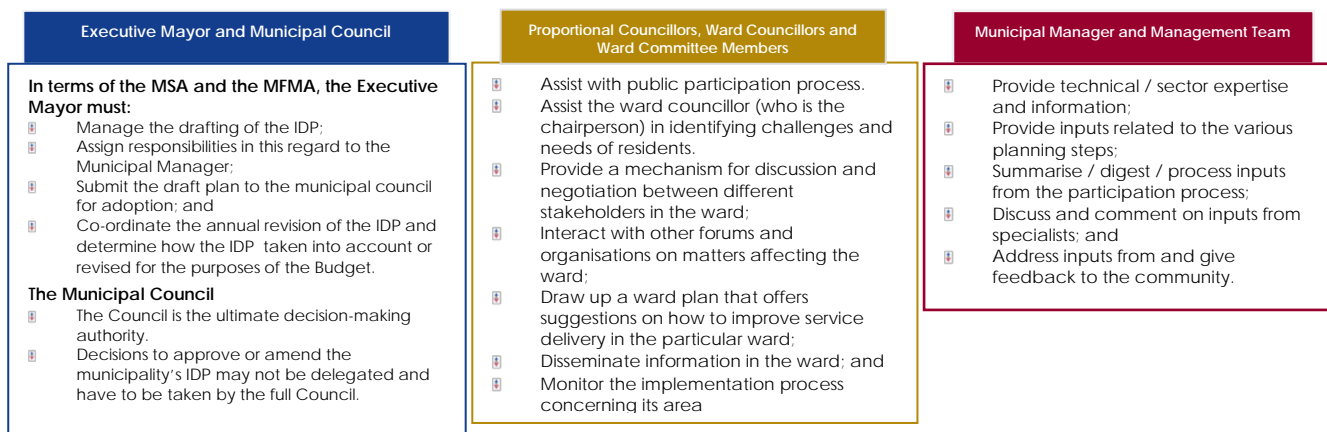 Executive Mayor and Municipal Council
In terms of the MSA and the MFMA, the Executive
Mayor must:
Manage the drafting of the IDP;
Assign responsibilities in this regard to the
Municipal Manager;
Submit the draft plan to the municipal council
for adoption; and
Co-ordinate the annual revision of the IDP and
determine how the IDP taken into account or
revised for the purposes of the Budget.
The Municipal Council
The Council is the ultimate decision-making
authority.
Decisions to approve or amend the
municipality's IDP may not be delegated and
have to be taken by the full Council.
Proportional Councillors, Ward Councillors and
Ward Committee Members
Assist with public participation process.
Assist the ward councillor (who is the
chairperson) in identifying challenges and
needs of residents.
Provide a mechanism for discussion and
negotiation between different
stakeholders in the ward;
Interact with other forums and
organisations on matters affecting the
ward;
Draw up a ward plan that offers
suggestions on how to improve service
delivery in the particular ward;
Disseminate information in the ward; and
Monitor the implementation process
concerning its area
Municipal Manager and Management Team
Provide technical / sector expertise
and information;
Provide inputs related to the various
planning steps;
Summarise / digest / process inputs
from the participation process;
Discuss and comment on inputs from
specialists; and
Address inputs from and give
feedback to the community.